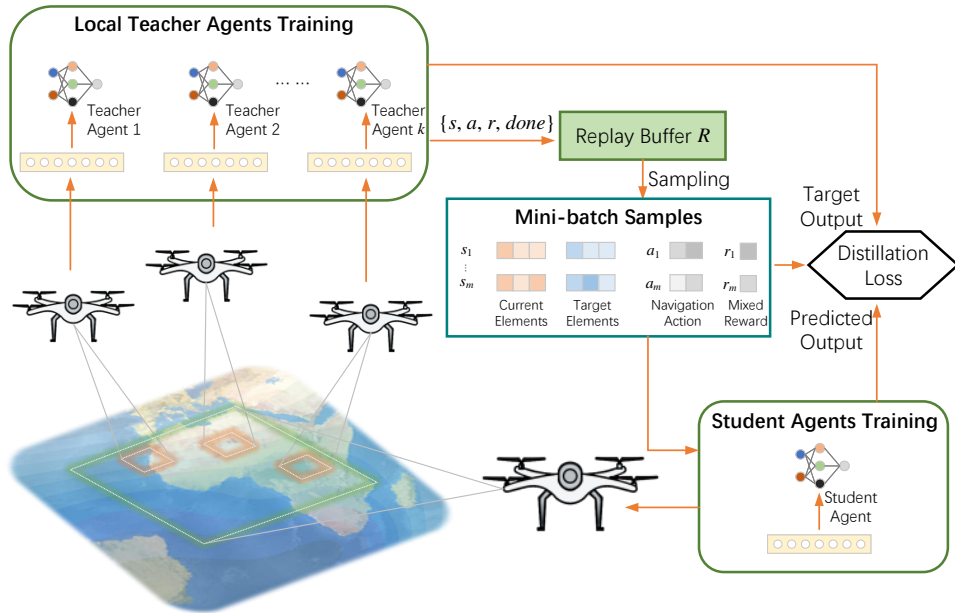 Local Teacher Agents Training
... ...
Teacher
Agent 1
Teacher
Agent 2
Teacher
Agent k
{s, a, r, done}
Replay Buffer R
Sampling
Target
Output
Mini-batch Samples
s1 a1 r1
⋮
sm am rm
Current
Elements
Target
Elements
Navigation
Action
Mixed
Reward
Distillation
Loss
Predicted
Output
Student Agents Training
Student
Agent